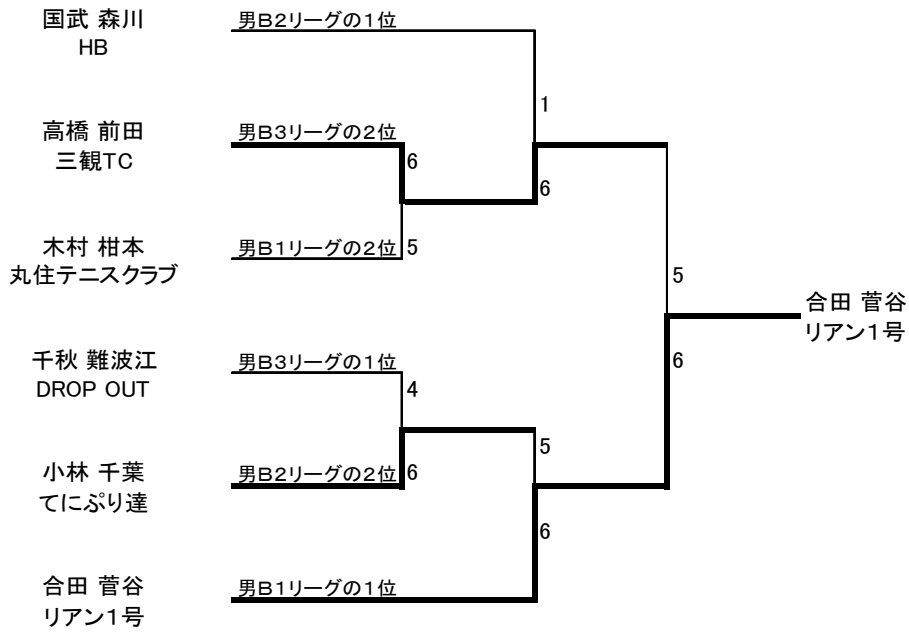 国武 森川
HB
男B2リーグの1位
1
高橋 前田
三観TC
男B3リーグの2位
6
6
木村 柑本
丸住テニスクラブ
男B1リーグの2位
5
5
合田 菅谷
リアン1号
千秋 難波江
DROP OUT
男B3リーグの1位
4
6
小林 千葉
てにぷり達
男B2リーグの2位
6
5
6
合田 菅谷
リアン1号
男B1リーグの1位